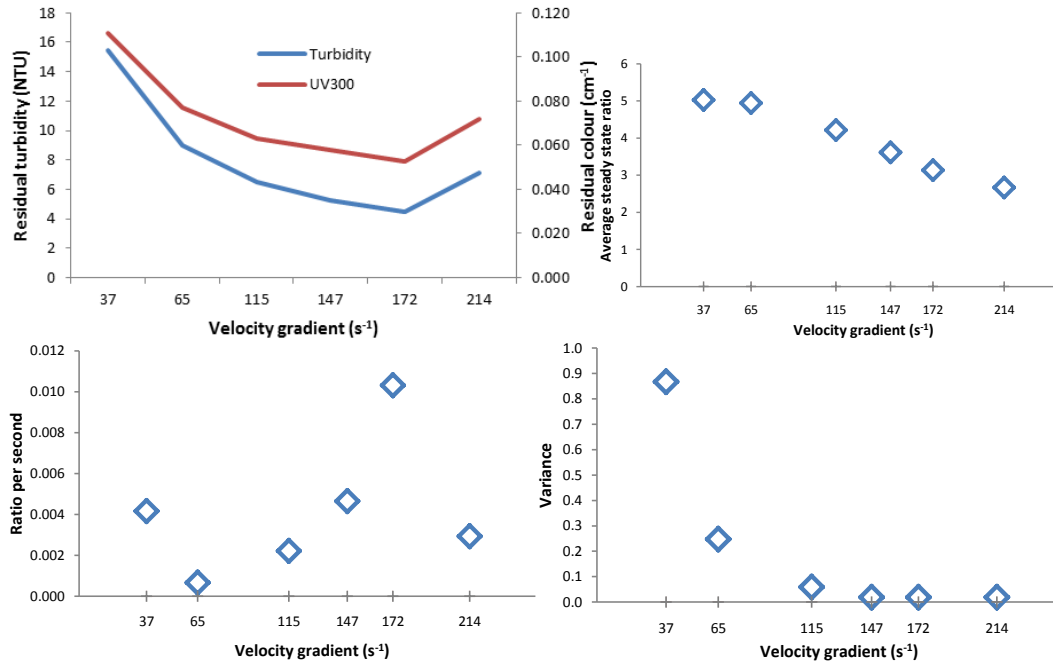 18
16
14
12
10
8
6
4
2
0
Residual turbidity (NTU)
Turbidity
UV300
0.120
0.100
0.080
0.060
0.040
0.020
0.000
Residual colour (cm⁻¹)
37 65 115 147 172 214
Velocity gradient (s⁻¹)
6
5
4
3
2
1
0
Average steady state ratio
37 65 115 147 172 214
Velocity gradient (s⁻¹)
0.012
0.010
0.008
0.006
0.004
0.002
0.000
Ratio per second
37 65 115 147 172 214
Velocity gradient (s⁻¹)
1.0
0.9
0.8
0.7
0.6
0.5
0.4
0.3
0.2
0.1
0.0
Variance
37 65 115 147 172 214
Velocity gradient (s⁻¹)